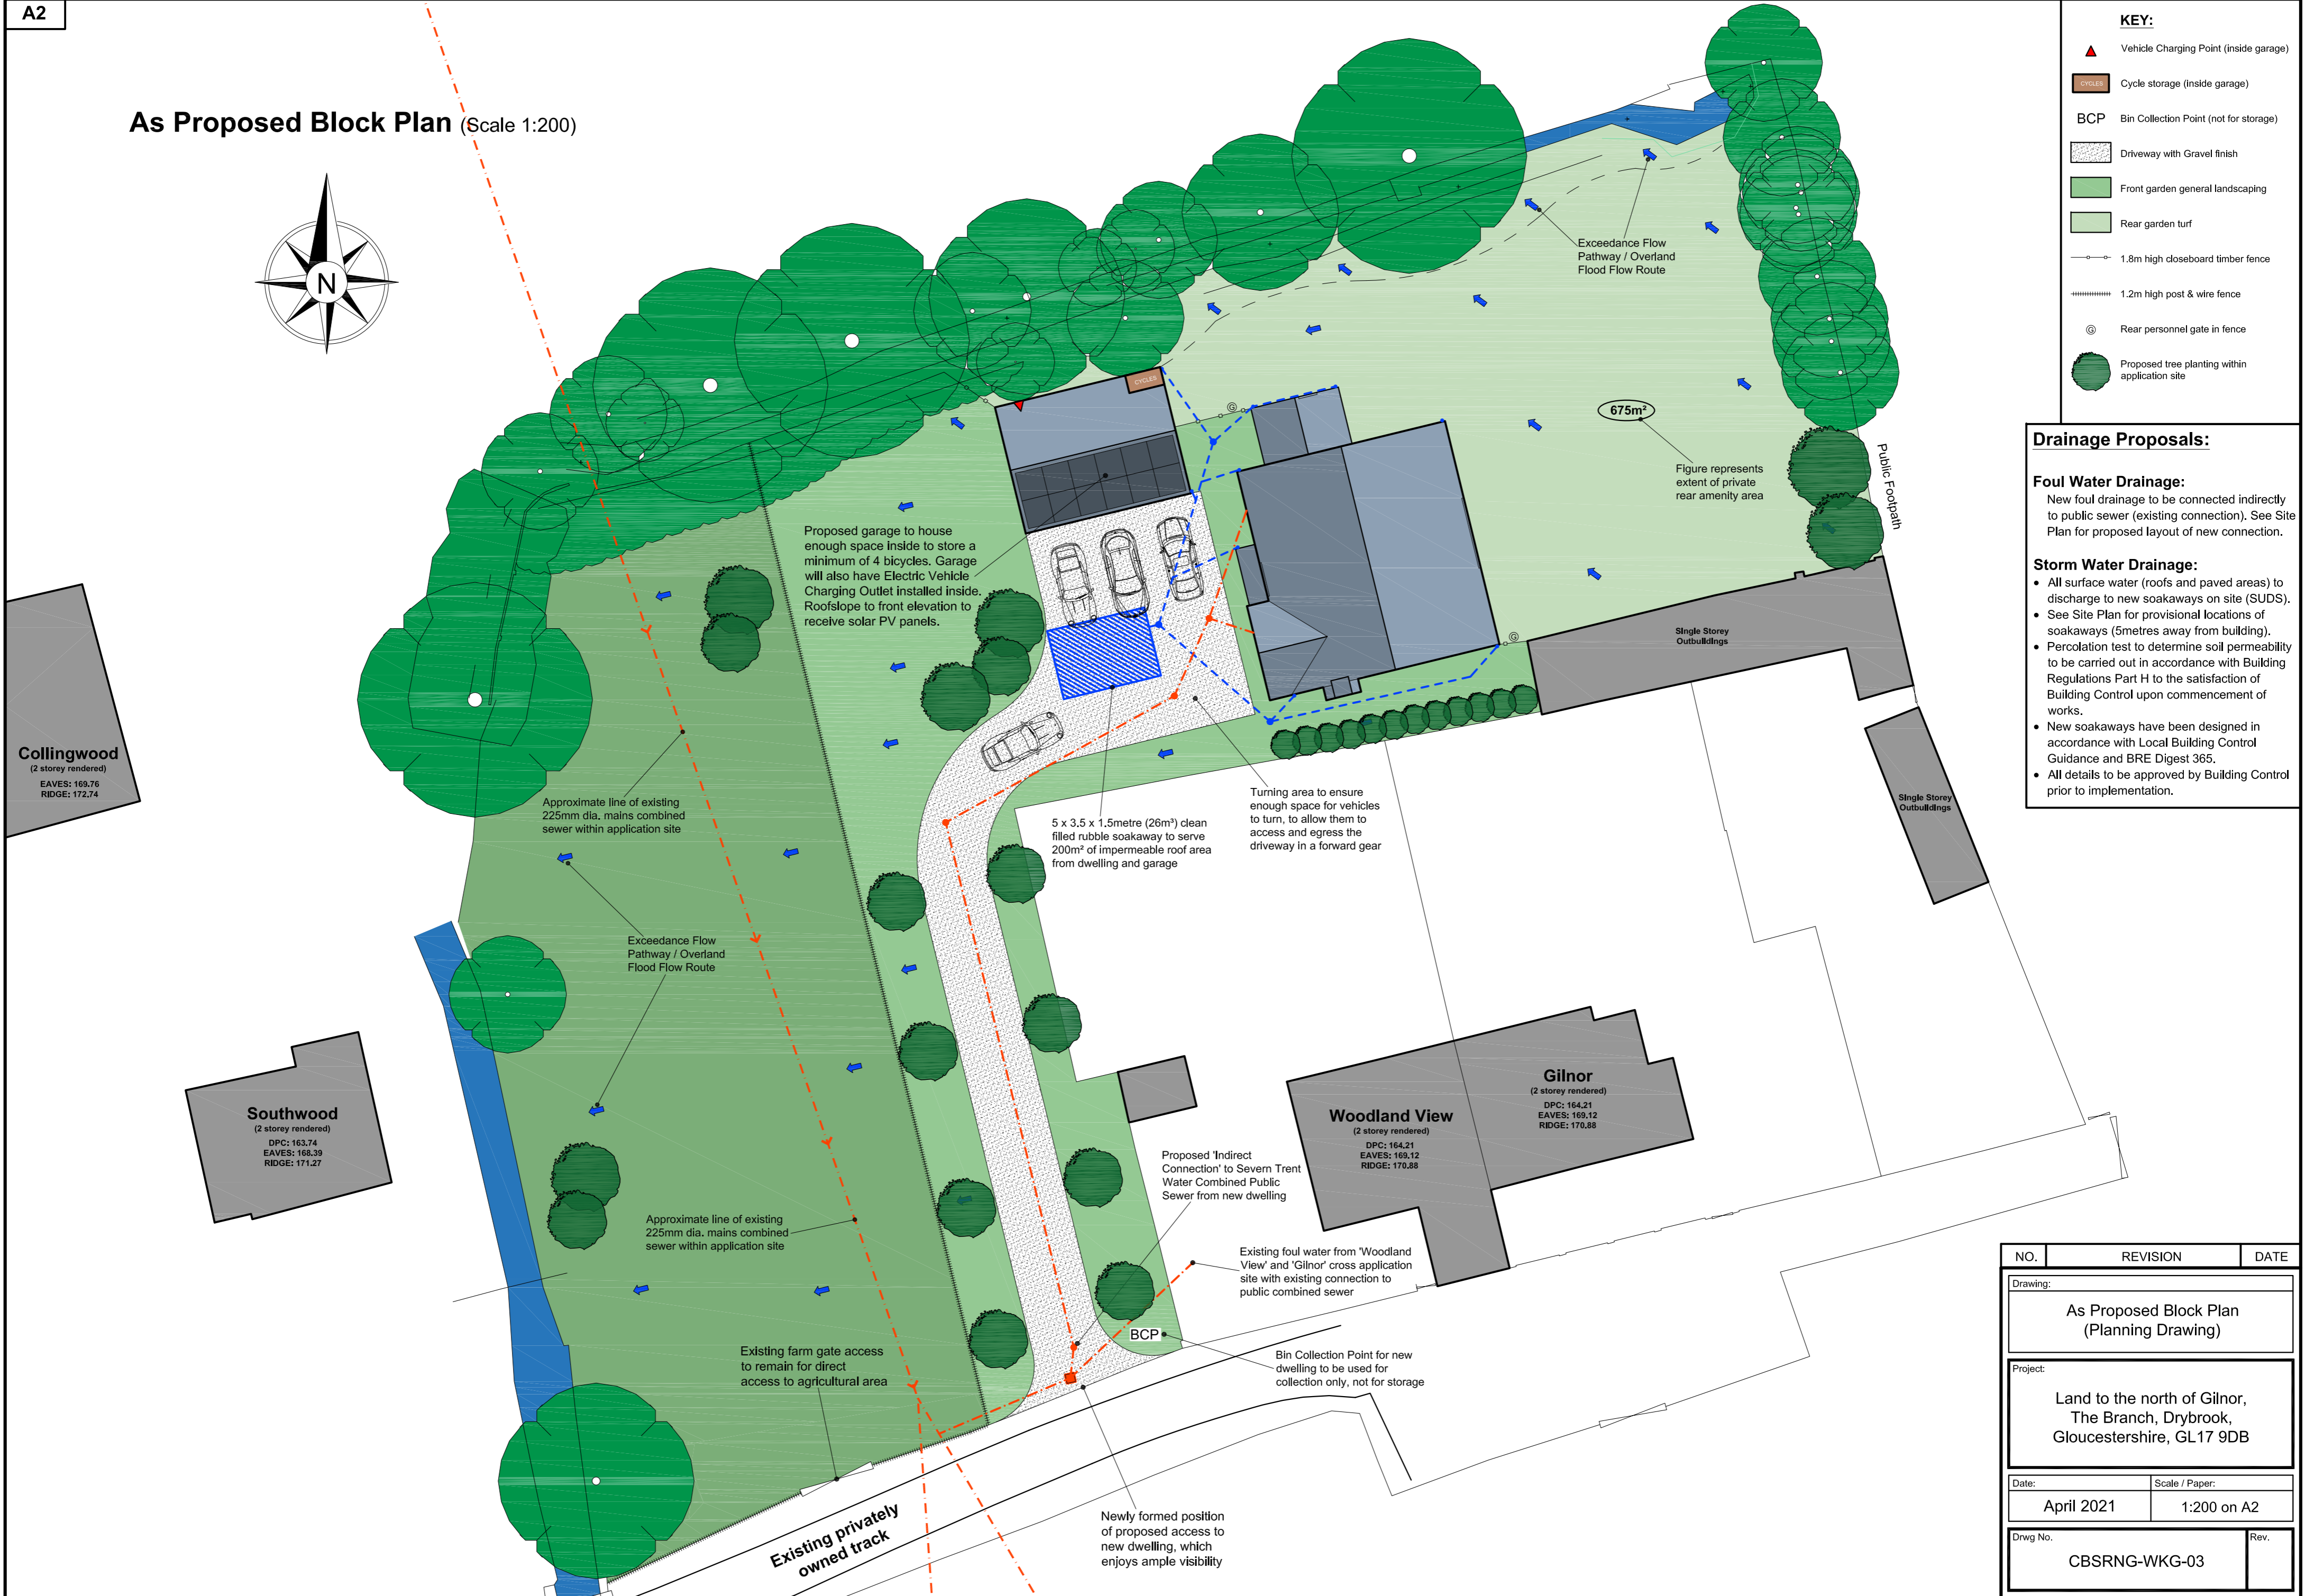 A2
As Proposed Block Plan (Scale 1:200)
N
KEY:
Vehicle Charging Point (inside garage)
CYCLES
Cycle storage (inside garage)
BCP
Bin Collection Point (not for storage)
Driveway with Gravel finish
Front garden general landscaping
Rear garden turf
1.8m high closeboard timber fence
1.2m high post & wire fence
G
Rear personnel gate in fence
Proposed tree planting within
application site
Drainage Proposals:
Foul Water Drainage:
New foul drainage to be connected indirectly
to public sewer (existing connection). See Site
Plan for proposed layout of new connection.
Storm Water Drainage:
• All surface water (roofs and paved areas) to
discharge to new soakaways on site (SUDS).
• See Site Plan for provisional locations of
soakaways (5metres away from building).
• Percolation test to determine soil permeability
to be carried out in accordance with Building
Regulations Part H to the satisfaction of
Building Control upon commencement of
works.
• New soakaways have been designed in
accordance with Local Building Control
Guidance and BRE Digest 365.
• All details to be approved by Building Control
prior to implementation.
Exceedance Flow
Pathway / Overland
Flood Flow Route
CYCLES
G
675m²
Figure represents
extent of private
rear amenity area
Public Footpath
Proposed garage to house
enough space inside to store a
minimum of 4 bicycles. Garage
will also have Electric Vehicle
Charging Outlet installed inside.
Roofslope to front elevation to
receive solar PV panels.
G
Single Storey
Outbuildings
Single Storey
Outbuildings
Collingwood
(2 storey rendered)
EAVES: 169.76
RIDGE: 172.74
Approximate line of existing
225mm dia. mains combined
sewer within application site
5 x 3.5 x 1.5metre (26m³) clean
filled rubble soakaway to serve
200m² of impermeable roof area
from dwelling and garage
Turning area to ensure
enough space for vehicles
to turn, to allow them to
access and egress the
driveway in a forward gear
Exceedance Flow
Pathway / Overland
Flood Flow Route
Southwood
(2 storey rendered)
DPC: 163.74
EAVES: 168.39
RIDGE: 171.27
Woodland View
(2 storey rendered)
DPC: 164.21
EAVES: 169.12
RIDGE: 170.88
Gilnor
(2 storey rendered)
DPC: 164.21
EAVES: 169.12
RIDGE: 170.88
Proposed 'Indirect
Connection' to Severn Trent
Water Combined Public
Sewer from new dwelling
Approximate line of existing
225mm dia. mains combined
sewer within application site
Existing foul water from 'Woodland
View' and 'Gilnor' cross application
site with existing connection to
public combined sewer
BCP
Existing farm gate access
to remain for direct
access to agricultural area
Bin Collection Point for new
dwelling to be used for
collection only, not for storage
Existing privately
owned track
Newly formed position
of proposed access to
new dwelling, which
enjoys ample visibility
NO. REVISION DATE
Drawing:
As Proposed Block Plan
(Planning Drawing)
Project:
Land to the north of Gilnor,
The Branch, Drybrook,
Gloucestershire, GL17 9DB
Date: Scale / Paper:
April 2021 1:200 on A2
Drwg No. Rev.
CBSRNG-WKG-03